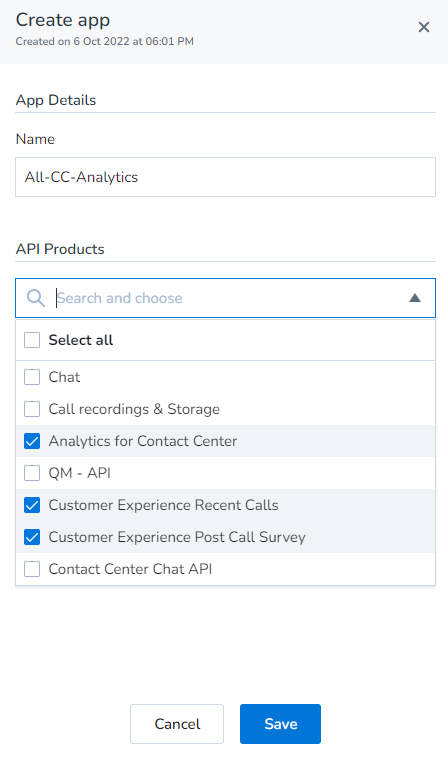 Create app
Created on 6 Oct 2022 at 06:01 PM
App Details
Name
All-CC-Analytics
API Products
Search and choose
Select all
Chat
Call recordings & Storage
Analytics for Contact Center
QM - API
Customer Experience Recent Calls
Customer Experience Post Call Survey
Contact Center Chat API
Cancel
Save